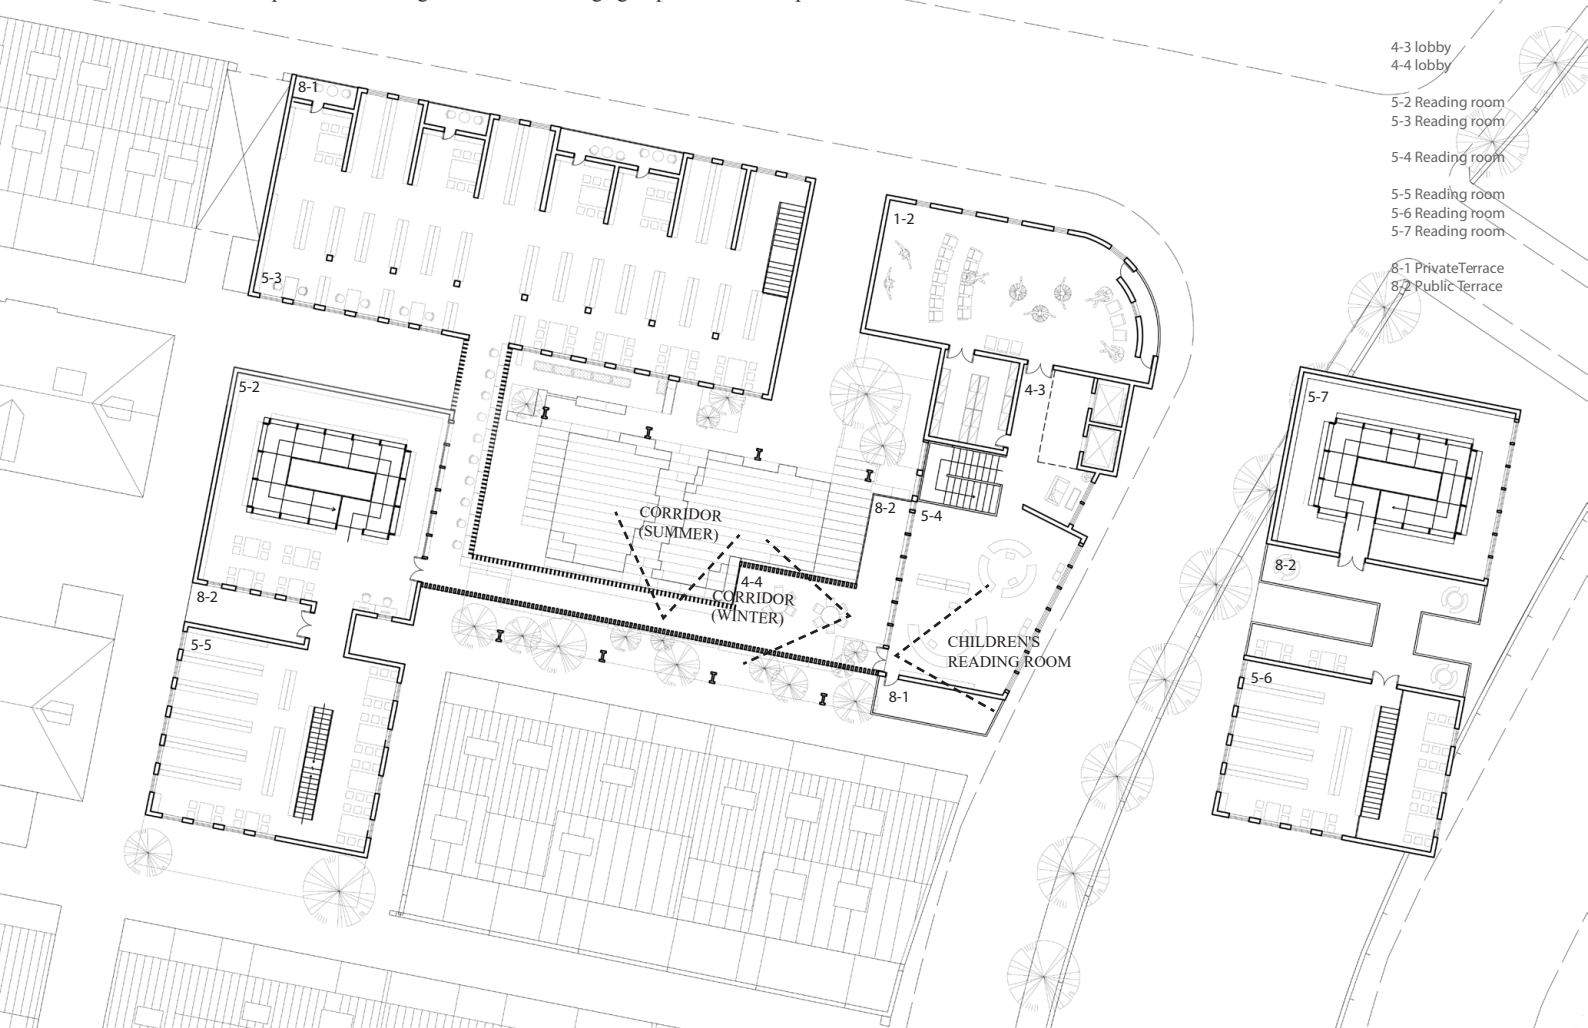 4-3 lobby
4-4 lobby
5-2 Reading room
5-3 Reading room
5-4 Reading room
5-5 Reading room
5-6 Reading room
5-7 Reading room
8-1 PrivateTerrace
8-2 Public Terrace
8-1
5-3
1-2
4-3
5-2
5-7
8-2
5-4
CORRIDOR
(SUMMER)
4-4
CORRIDOR
(WINTER)
8-2
8-2
CHILDREN'S
READING ROOM
5-5
5-6
8-1